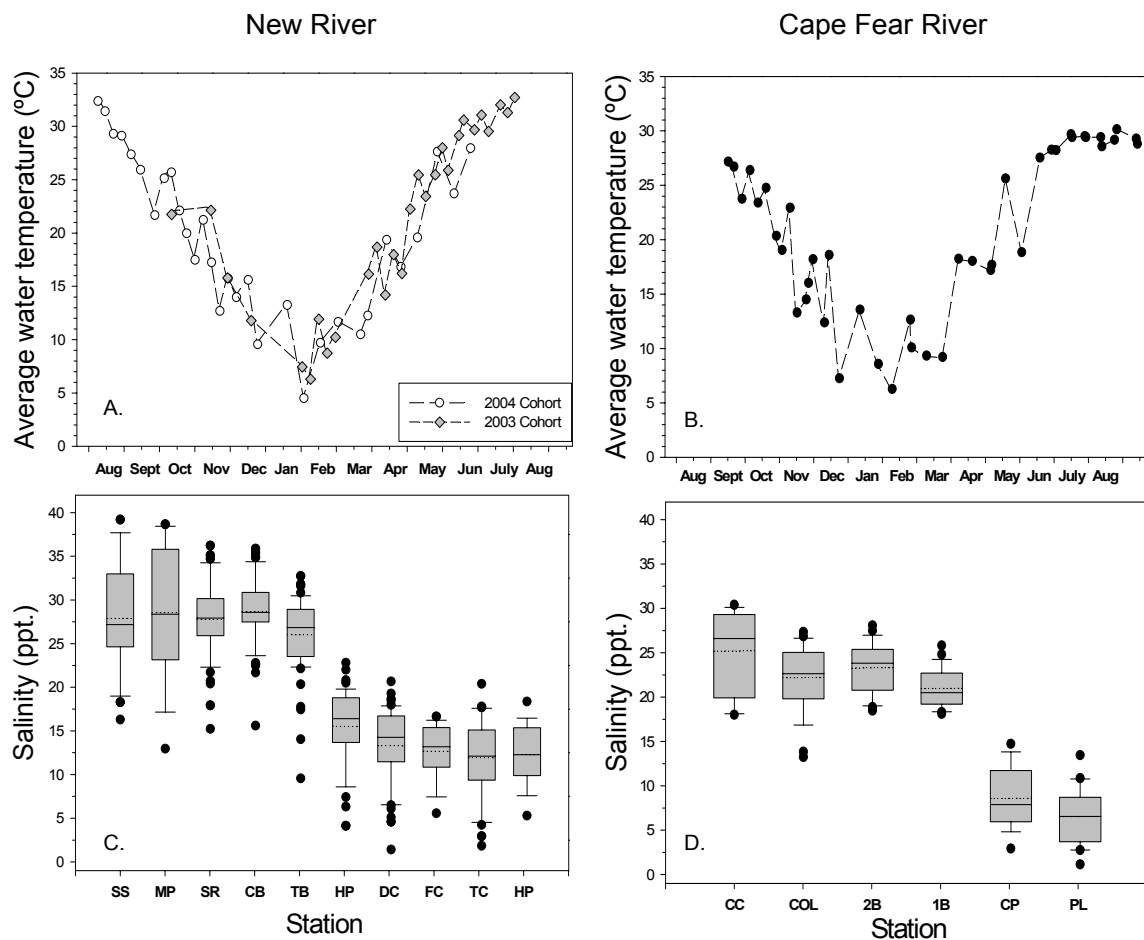 New River
Cape Fear River
Average water temperature (ºC)
35
30
25
20
15
10
5
0
A.
2004 Cohort
2003 Cohort
Aug Sept Oct Nov Dec Jan Feb Mar Apr May Jun July Aug
Average water temperature (ºC)
35
30
25
20
15
10
5
0
B.
Aug Sept Oct Nov Dec Jan Feb Mar Apr May Jun July Aug
Salinity (ppt.)
40
35
30
25
20
15
10
5
0
C.
SS MP SR CB TB HP DC FC TC HP
Station
Salinity (ppt.)
40
35
30
25
20
15
10
5
0
D.
CC COL 2B 1B CP PL
Station